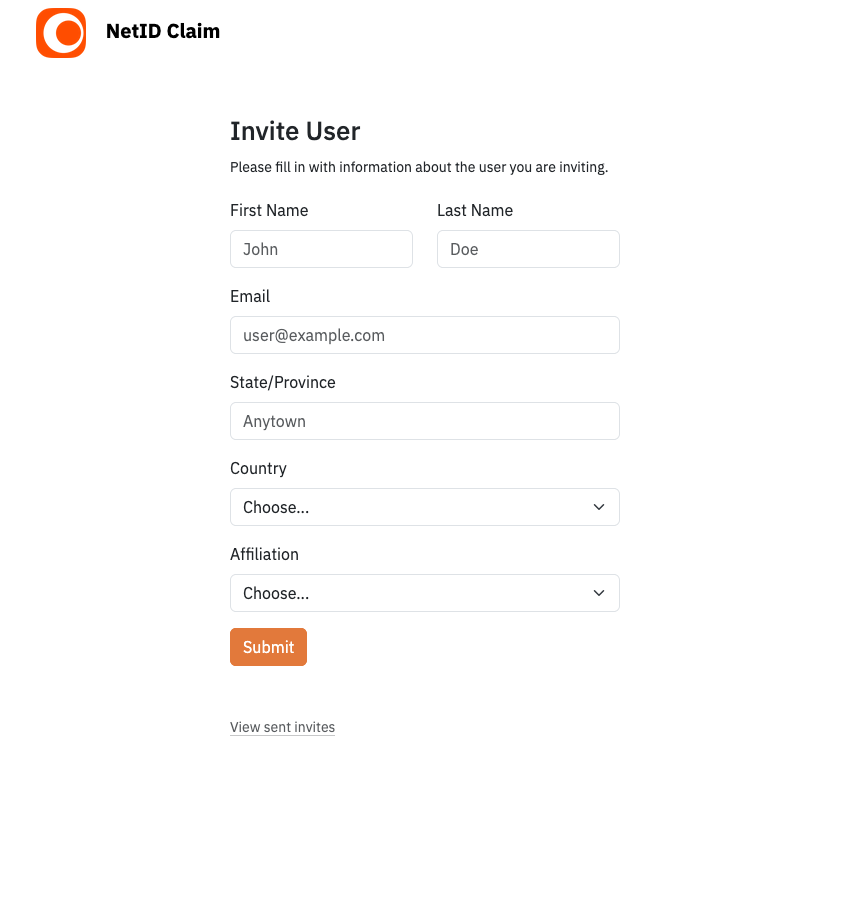 NetID Claim
Invite User
Please fill in with information about the user you are inviting.
First Name Last Name
John Doe
Email
user@example.com
State/Province
Anytown
Country
Choose...
Affiliation
Choose...
Submit
View sent invites